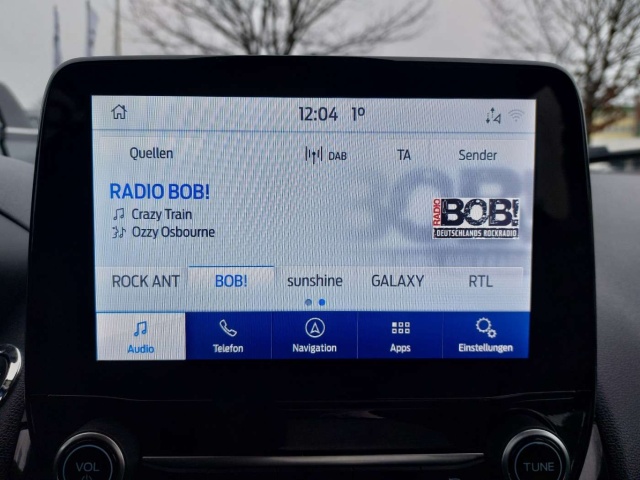 12:04 1°
Quellen DAB TA Sender
RADIO BOB!
Crazy Train
Ozzy Osbourne
RADIO BOB!
DEUTSCHLANDS ROCKRADIO
ROCK ANT BOB! sunshine GALAXY RTL
Audio Telefon Navigation Apps Einstellungen
VOL TUNE